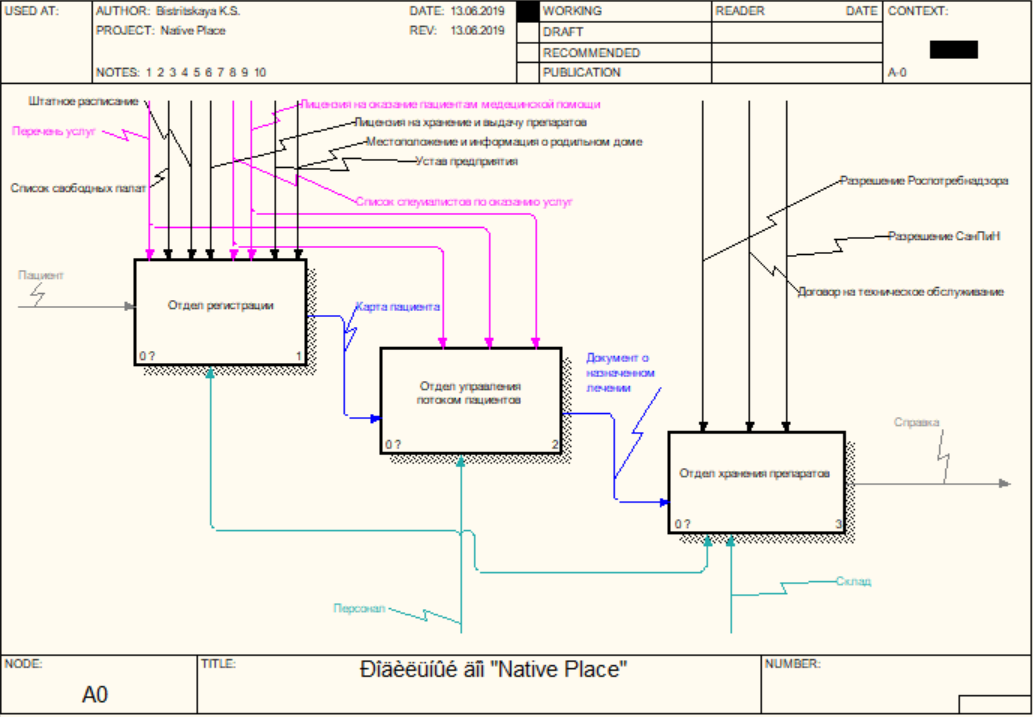 USED AT:
AUTHOR: Bistritskaya K.S.
DATE: 13.06.2019
WORKING
READER
DATE
CONTEXT:
PROJECT: Native Place
REV: 13.06.2019
DRAFT
RECOMMENDED
NOTES: 1 2 3 4 5 6 7 8 9 10
PUBLICATION
A-0
Штатное расписание
Лицензия на оказание пациентам медецинской помощи
Перечень услуг
Лицензия на хранение и выдачу препаратов
Местоположение и информация о родильном доме
Устав предприятия
Список свободных палат
Список спеуиалистов по оказанию услуг
Разрешение Роспотребнадзора
Разрешение СанПиН
Договор на техническое обслуживание
Пациент
Отдел регистрации
0 ?
1
Карта пациента
Отдел управления
потоком пациентов
0 ?
2
Документ о
назначенном
лечении
Справка
Отдел хранения препаратов
0 ?
3
Склад
Персонал
NODE:
TITLE:
NUMBER:
A0
Ðîäèëüíûé äîì "Native Place"